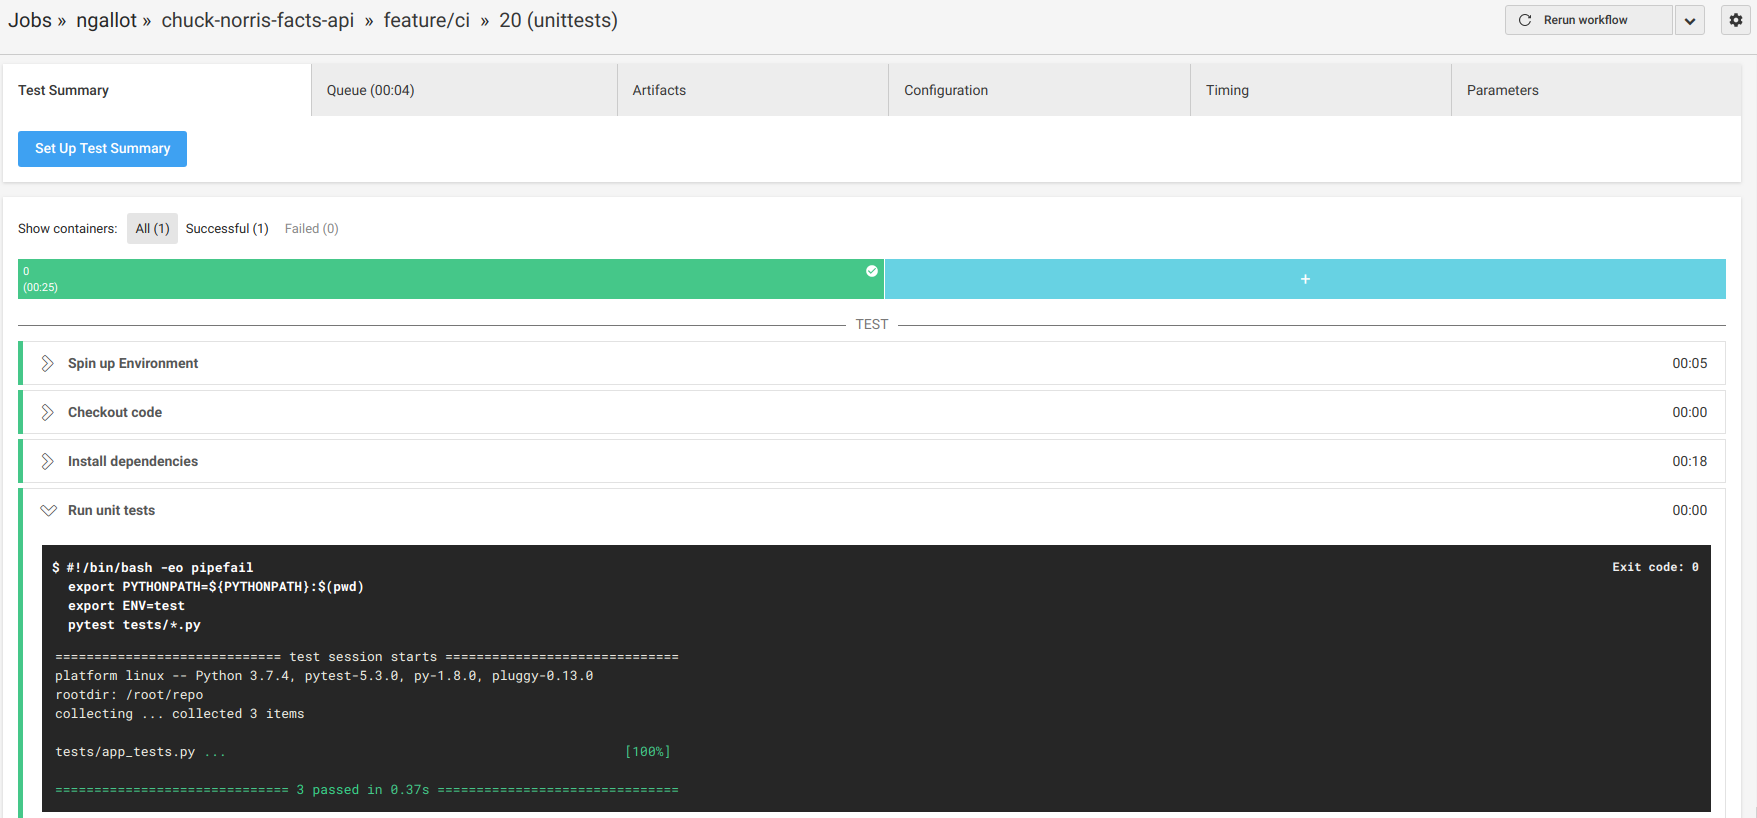 Jobs » ngallot » chuck-norris-facts-api » feature/ci » 20 (unittests)
Rerun workflow
Test Summary
Queue (00:04)
Artifacts
Configuration
Timing
Parameters
Set Up Test Summary
Show containers: All (1) Successful (1) Failed (0)
0
(00:25)
+
TEST
Spin up Environment 00:05
Checkout code 00:00
Install dependencies 00:18
Run unit tests 00:00
$ #!/bin/bash -eo pipefail Exit code: 0
export PYTHONPATH=${PYTHONPATH}:$(pwd)
export ENV=test
pytest tests/*.py
============================= test session starts ==============================
platform linux -- Python 3.7.4, pytest-5.3.0, py-1.8.0, pluggy-0.13.0
rootdir: /root/repo
collecting ... collected 3 items
tests/app_tests.py ... [100%]
============================== 3 passed in 0.37s ===============================